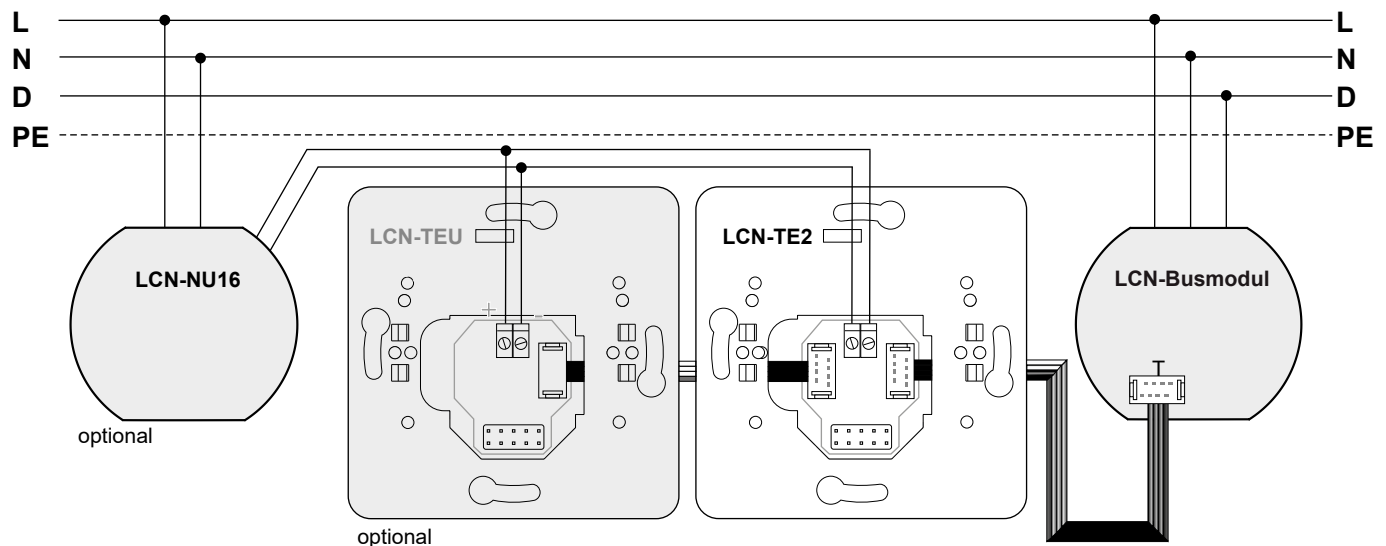 L L
N N
D D
PE PE
LCN-TEU LCN-TE2
LCN-NU16 LCN-Busmodul
+ -
T
optional
optional